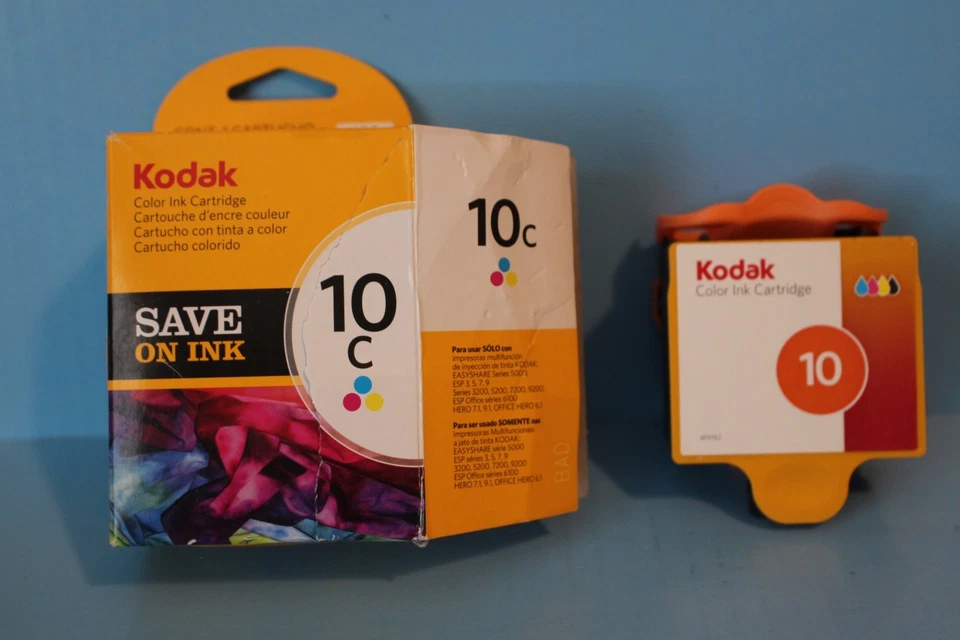 Kodak
Color Ink Cartridge
Cartouche d'encre couleur
Cartucho con tinta a color
Cartucho colorido
SAVE
ON INK
10
C
10C
Para usar SÓLO con
impresoras multifunción
de inyección de tinta KODAK:
EASYSHARE Series 5000,
ESP 3, 5, 7, 9
Series 3200, 5200, 7200, 9200,
ESP Office séries 6100
HERO 7.1, 9.1, OFFICE HERO 6.1
Para ser usado SOMENTE nas
impressoras Multifuncionais
a jato de tinta KODAK:
EASYSHARE série 5000
ESP séries 3, 5, 7, 9
3200, 5200, 7200, 9200
ESP Office séries 6100
HERO 7.1, 9.1, OFFICE HERO 6.1
Kodak
Color Ink Cartridge
10